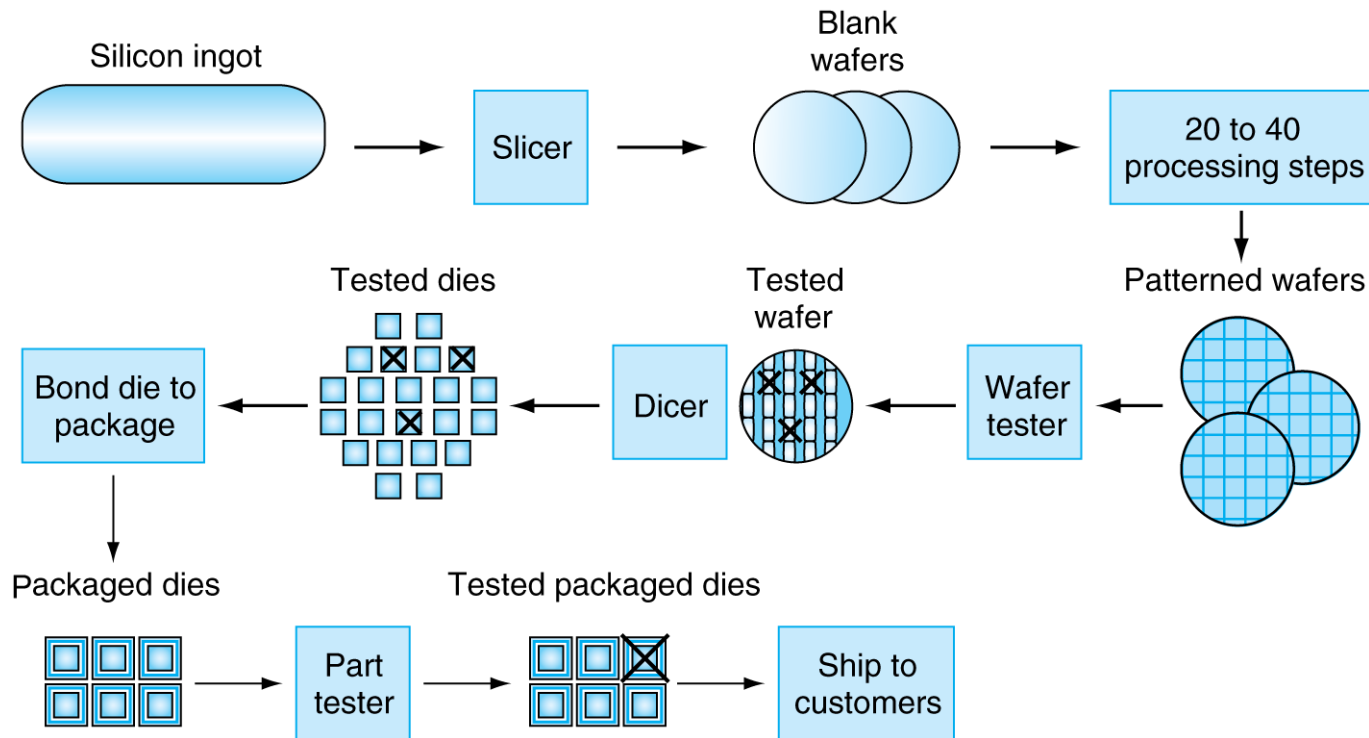 Silicon ingot
Slicer
Blank
wafers
20 to 40
processing steps
Patterned wafers
Wafer
tester
Tested
wafer
Dicer
Tested dies
Bond die to
package
Packaged dies
Part
tester
Tested packaged dies
Ship to
customers